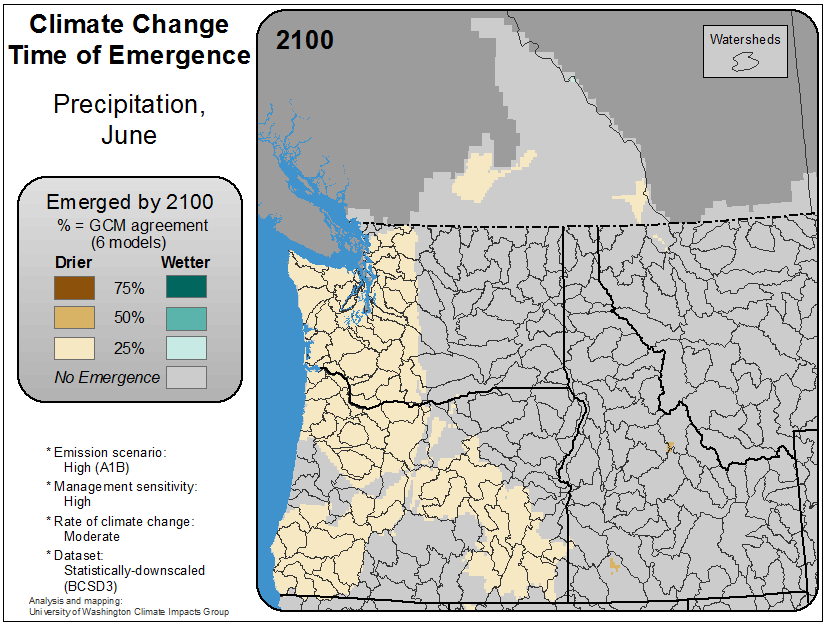 Climate Change
Time of Emergence
Precipitation,
June
Emerged by 2100
% = GCM agreement
(6 models)
Drier Wetter
75%
50%
25%
No Emergence
* Emission scenario:
High (A1B)
* Management sensitivity:
High
* Rate of climate change:
Moderate
* Dataset:
Statistically-downscaled
(BCSD3)
Analysis and mapping:
University of Washington Climate Impacts Group
2100
Watersheds